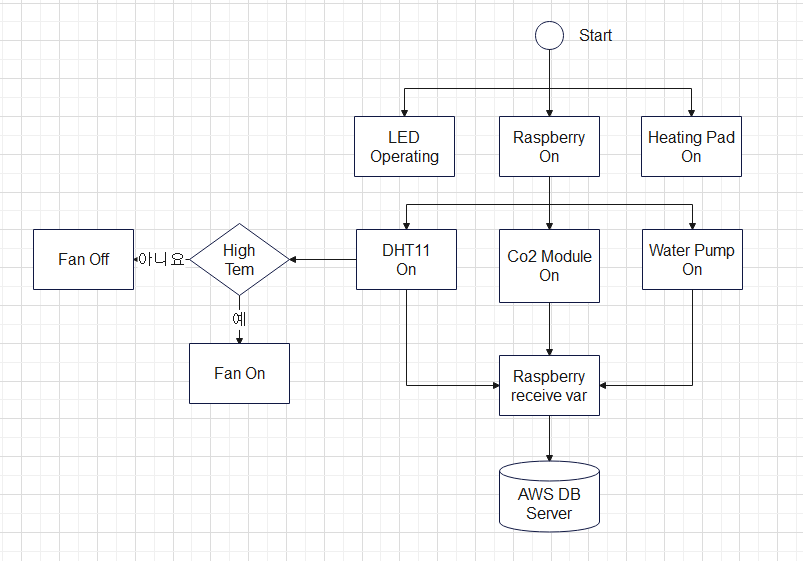 Start
LED
Operating
Raspberry
On
Heating Pad
On
Fan Off
아니요
High
Tem
DHT11
On
Co2 Module
On
Water Pump
On
예
Fan On
Raspberry
receive var
AWS DB
Server